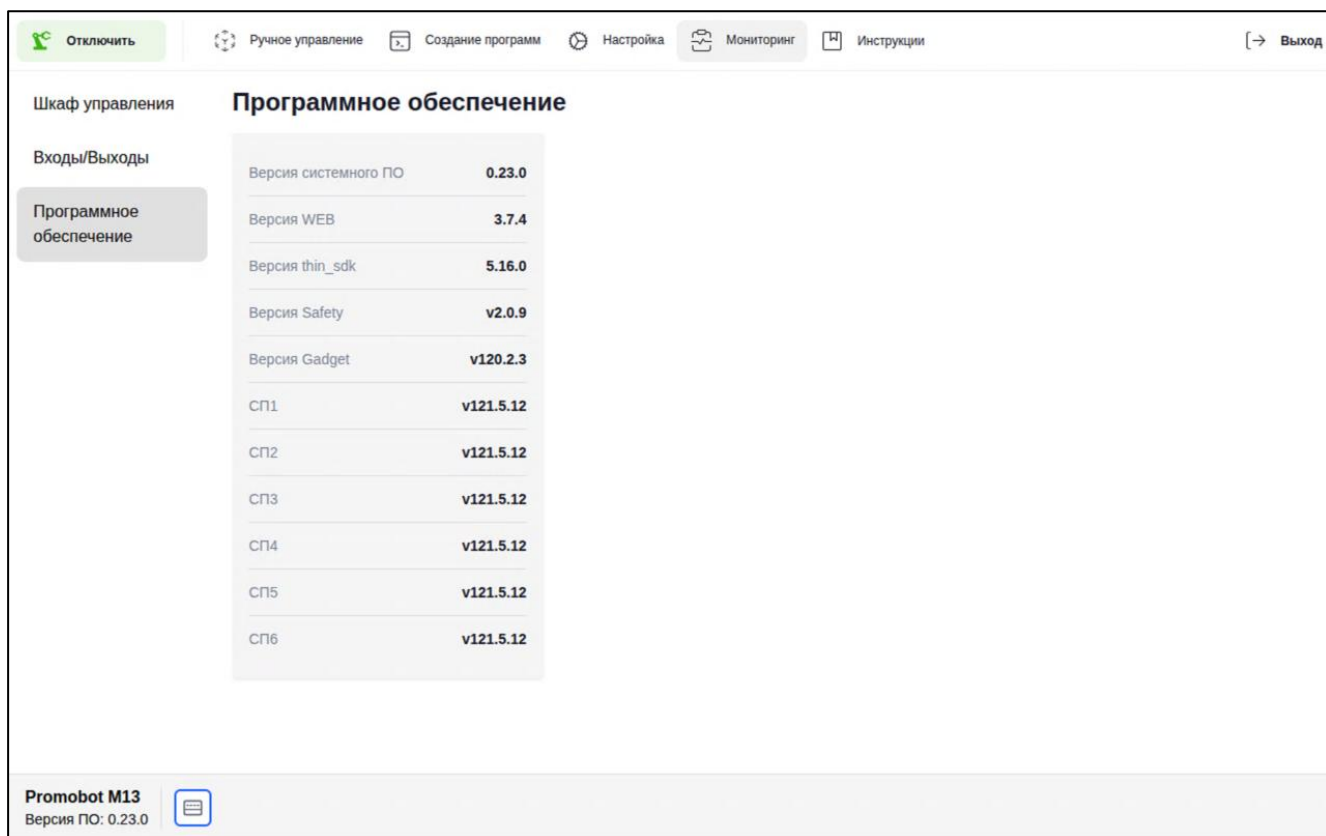 Отключить Ручное управление Создание программ Настройка Мониторинг Инструкции Выход
Шкаф управления
Входы/Выходы
Программное
обеспечение
Программное обеспечение
Версия системного ПО 0.23.0
Версия WEB 3.7.4
Версия thin_sdk 5.16.0
Версия Safety v2.0.9
Версия Gadget v120.2.3
СП1 v121.5.12
СП2 v121.5.12
СП3 v121.5.12
СП4 v121.5.12
СП5 v121.5.12
СП6 v121.5.12
Promobot M13
Версия ПО: 0.23.0